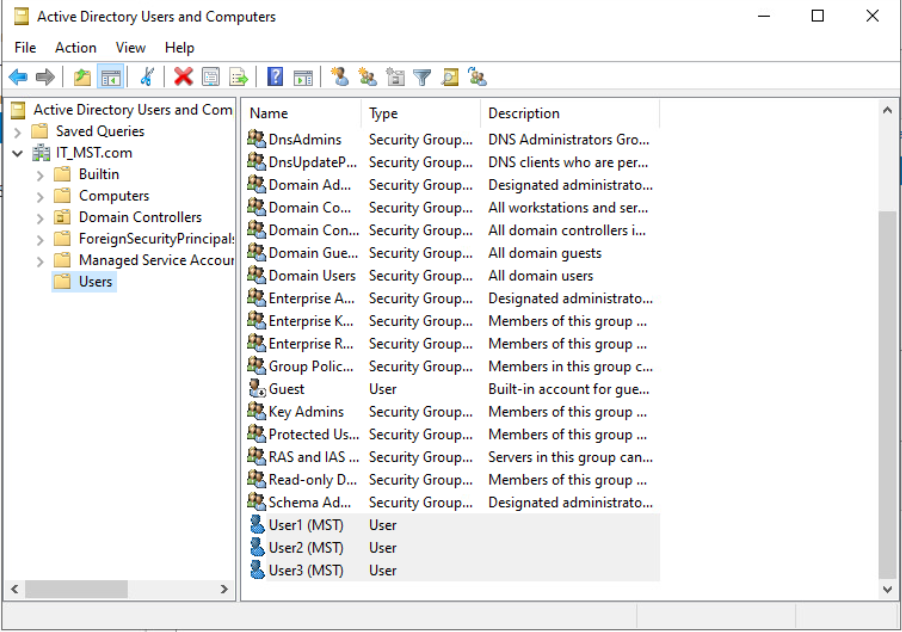 Active Directory Users and Computers
File Action View Help
Active Directory Users and Com
Saved Queries
IT_MST.com
Builtin
Computers
Domain Controllers
ForeignSecurityPrincipals
Managed Service Accour
Users
Name Type Description
DnsAdmins Security Group... DNS Administrators Gro...
DnsUpdateP... Security Group... DNS clients who are per...
Domain Ad... Security Group... Designated administrato...
Domain Co... Security Group... All workstations and ser...
Domain Con... Security Group... All domain controllers i...
Domain Gue... Security Group... All domain guests
Domain Users Security Group... All domain users
Enterprise A... Security Group... Designated administrato...
Enterprise K... Security Group... Members of this group ...
Enterprise R... Security Group... Members of this group ...
Group Polic... Security Group... Members in this group c...
Guest User Built-in account for gue...
Key Admins Security Group... Members of this group ...
Protected Us... Security Group... Members of this group ...
RAS and IAS ... Security Group... Servers in this group can...
Read-only D... Security Group... Members of this group ...
Schema Ad... Security Group... Designated administrato...
User1 (MST) User
User2 (MST) User
User3 (MST) User